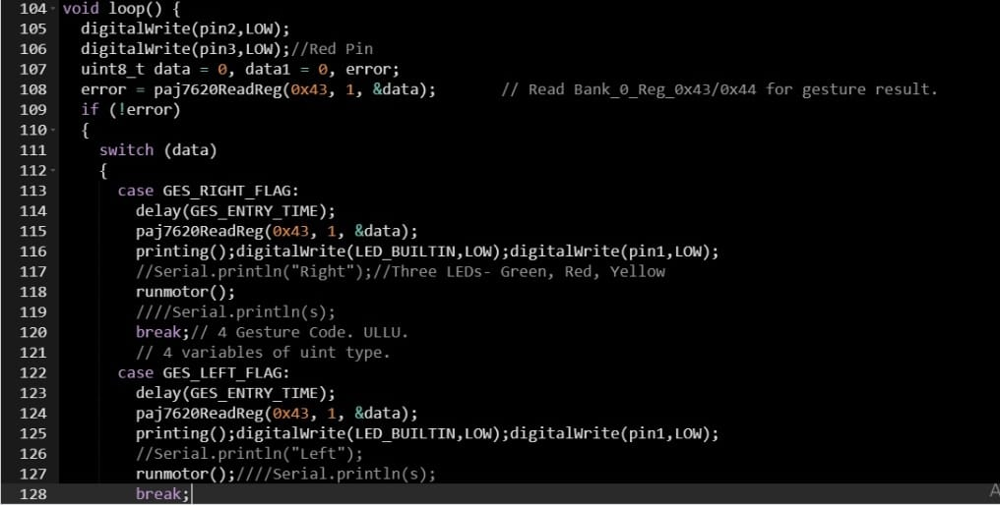 104 void loop() {
105 digitalWrite(pin2,LOW);
106 digitalWrite(pin3,LOW);//Red Pin
107 uint8_t data = 0, data1 = 0, error;
108 error = paj7620ReadReg(0x43, 1, &data); // Read Bank_0_Reg_0x43/0x44 for gesture result.
109 if (!error)
110 {
111 switch (data)
112 {
113 case GES_RIGHT_FLAG:
114 delay(GES_ENTRY_TIME);
115 paj7620ReadReg(0x43, 1, &data);
116 printing();digitalWrite(LED_BUILTIN,LOW);digitalWrite(pin1,LOW);
117 //Serial.println("Right");//Three LEDs- Green, Red, Yellow
118 runmotor();
119 ////Serial.println(s);
120 break;// 4 Gesture Code. ULLU.
121 // 4 variables of uint type.
122 case GES_LEFT_FLAG:
123 delay(GES_ENTRY_TIME);
124 paj7620ReadReg(0x43, 1, &data);
125 printing();digitalWrite(LED_BUILTIN,LOW);digitalWrite(pin1,LOW);
126 //Serial.println("Left");
127 runmotor();////Serial.println(s);
128 break;
A